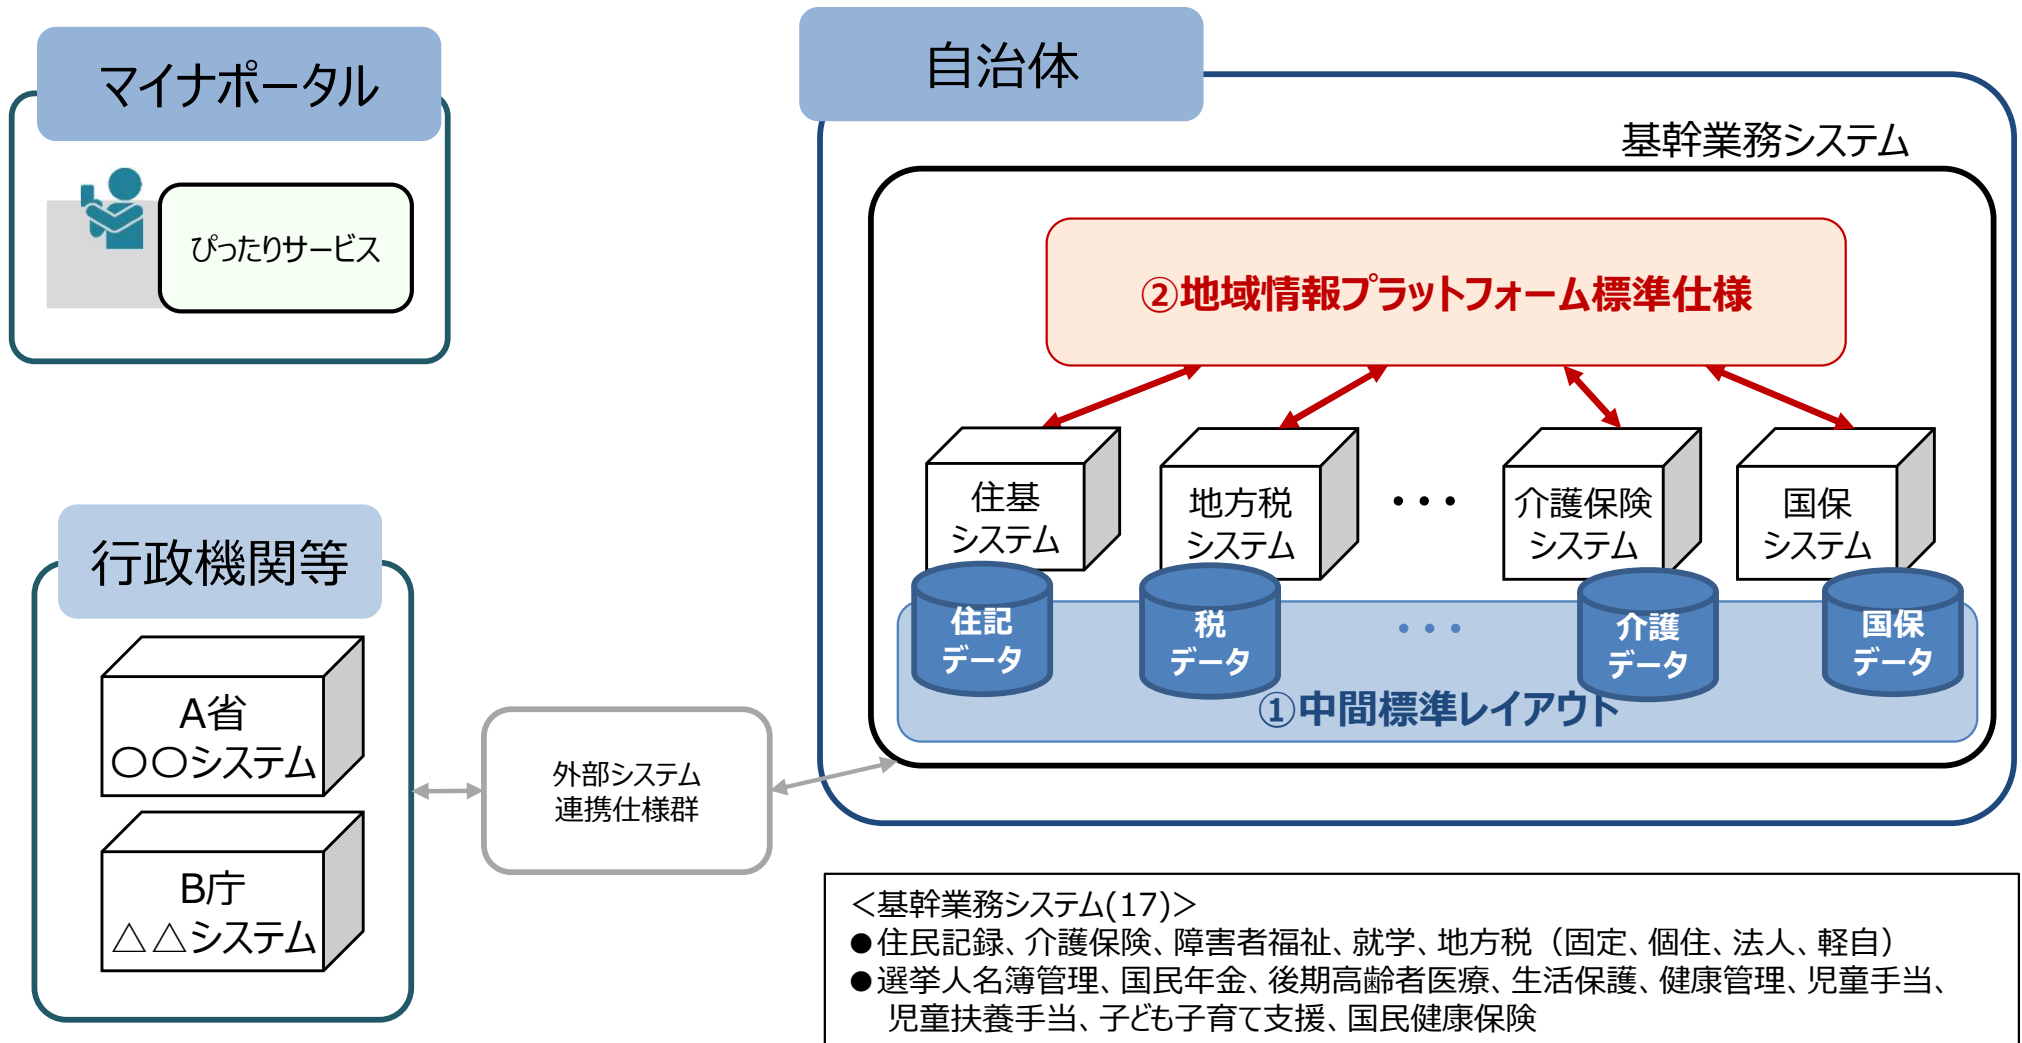 マイナポータル
ぴったりサービス
行政機関等
A省
〇〇システム
B庁
△△システム
外部システム
連携仕様群
自治体
基幹業務システム
②地域情報プラットフォーム標準仕様
住基
システム
地方税
システム
・・・
介護保険
システム
国保
システム
住記
データ
税
データ
・・・
介護
データ
国保
データ
①中間標準レイアウト
＜基幹業務システム(17)＞
●住民記録、介護保険、障害者福祉、就学、地方税（固定、個住、法人、軽自）
●選挙人名簿管理、国民年金、後期高齢者医療、生活保護、健康管理、児童手当、
児童扶養手当、子ども子育て支援、国民健康保険